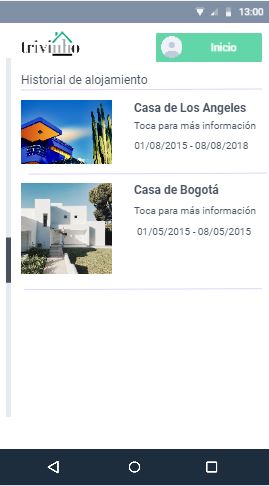 13:00
trivinho
Inicio
Historial de alojamiento
Casa de Los Angeles
Toca para más información
01/08/2015 - 08/08/2018
Casa de Bogotá
Toca para más información
01/05/2015 - 08/05/2015